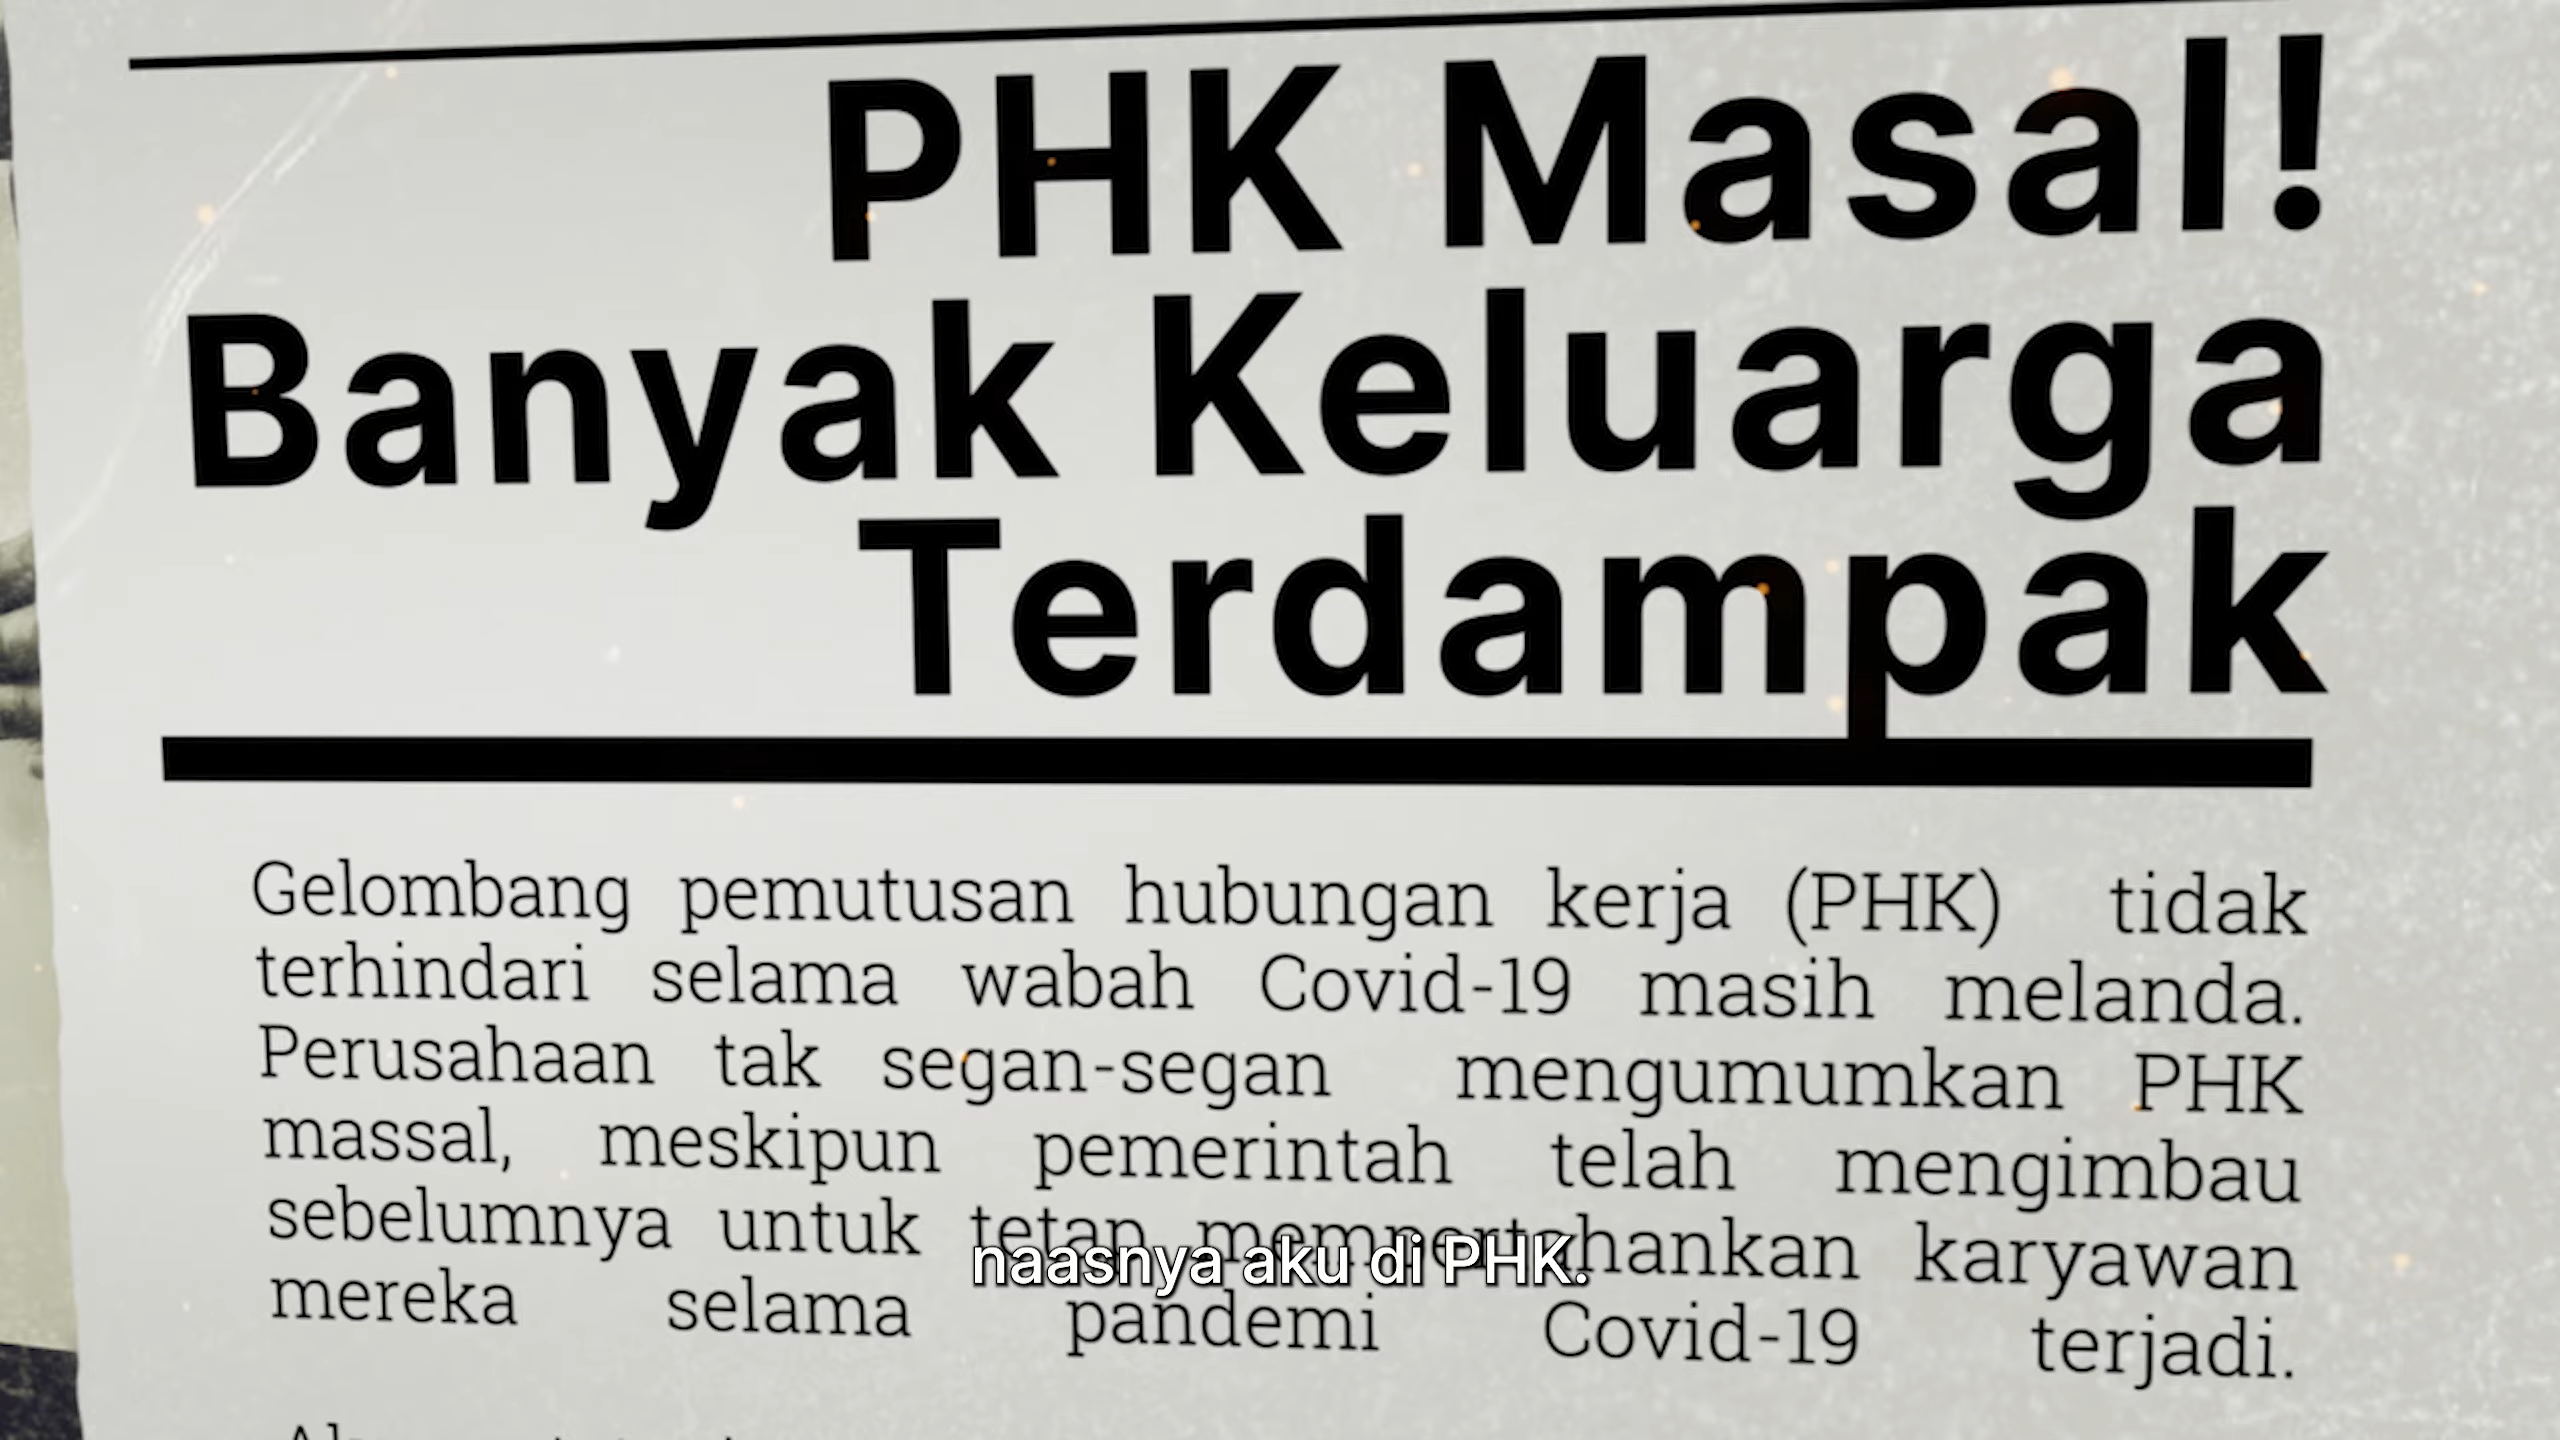 PHK Masal!
Banyak Keluarga
Terdampak
Gelombang pemutusan hubungan kerja (PHK) tidak
terhindari selama wabah Covid-19 masih melanda.
Perusahaan tak segan-segan mengumumkan PHK
massal, meskipun pemerintah telah mengimbau
sebelumnya untuk tetap mempertahankan karyawan
naasnya aku di PHK.
mereka selama pandemi Covid-19 terjadi.